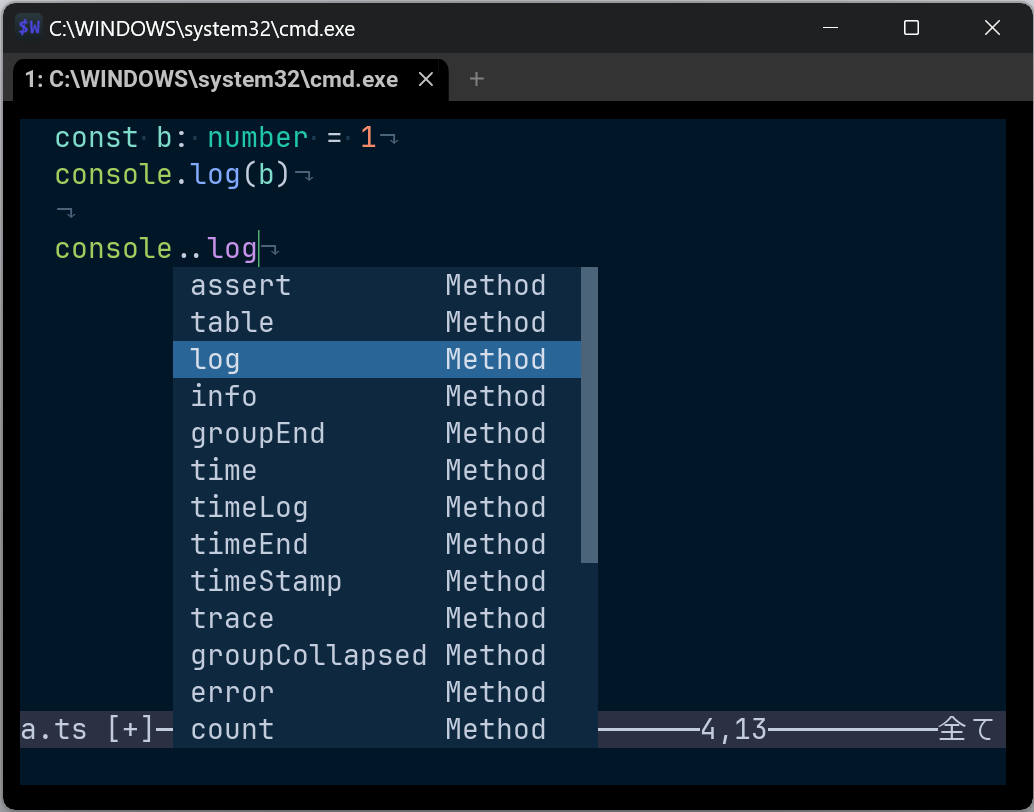 $W C:\WINDOWS\system32\cmd.exe
1: C:\WINDOWS\system32\cmd.exe
const b: number = 1
console.log(b)
console..log
assert Method
table Method
log Method
info Method
groupEnd Method
time Method
timeLog Method
timeEnd Method
timeStamp Method
trace Method
groupCollapsed Method
error Method
count Method
a.ts [+] 4,13 全て